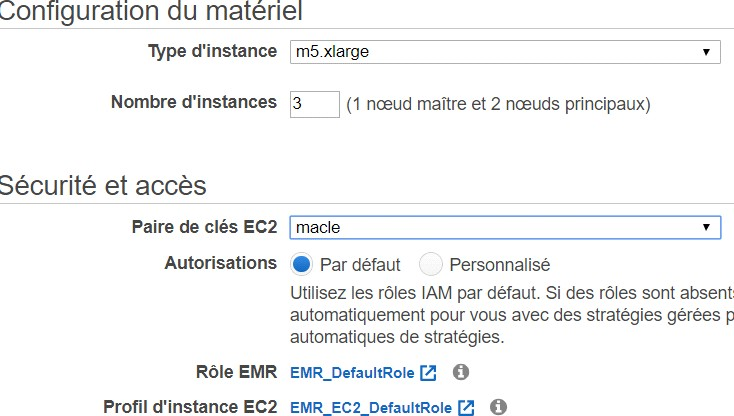 Configuration du matériel
Type d'instance m5.xlarge
Nombre d'instances 3 (1 nœud maître et 2 nœuds principaux)
Sécurité et accès
Paire de clés EC2 macle
Autorisations Par défaut Personnalisé
Utilisez les rôles IAM par défaut. Si des rôles sont absents
automatiquement pour vous avec des stratégies gérées p
automatiques de stratégies.
Rôle EMR EMR_DefaultRole
Profil d'instance EC2 EMR_EC2_DefaultRole